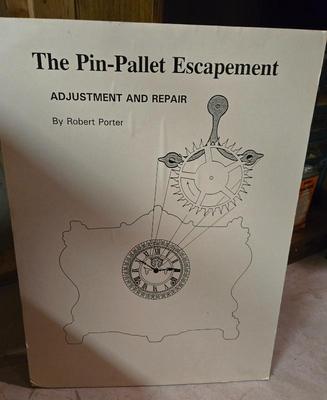 The Pin-Pallet Escapement
ADJUSTMENT AND REPAIR
By Robert Porter